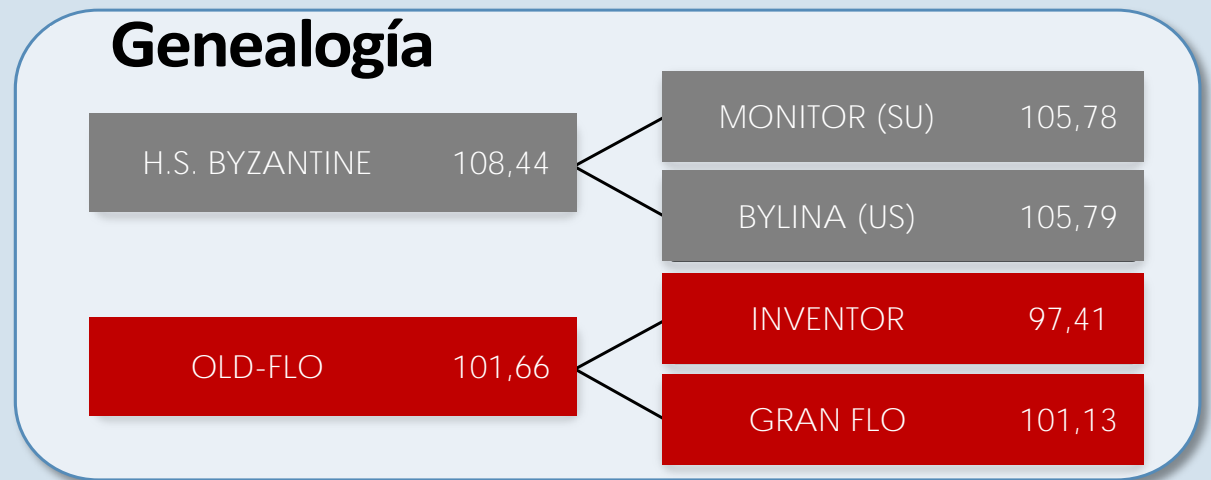 Genealogía
MONITOR (SU) 105,78
H.S. BYZANTINE 108,44
BYLINA (US) 105,79
INVENTOR 97,41
OLD-FLO 101,66
GRAN FLO 101,13